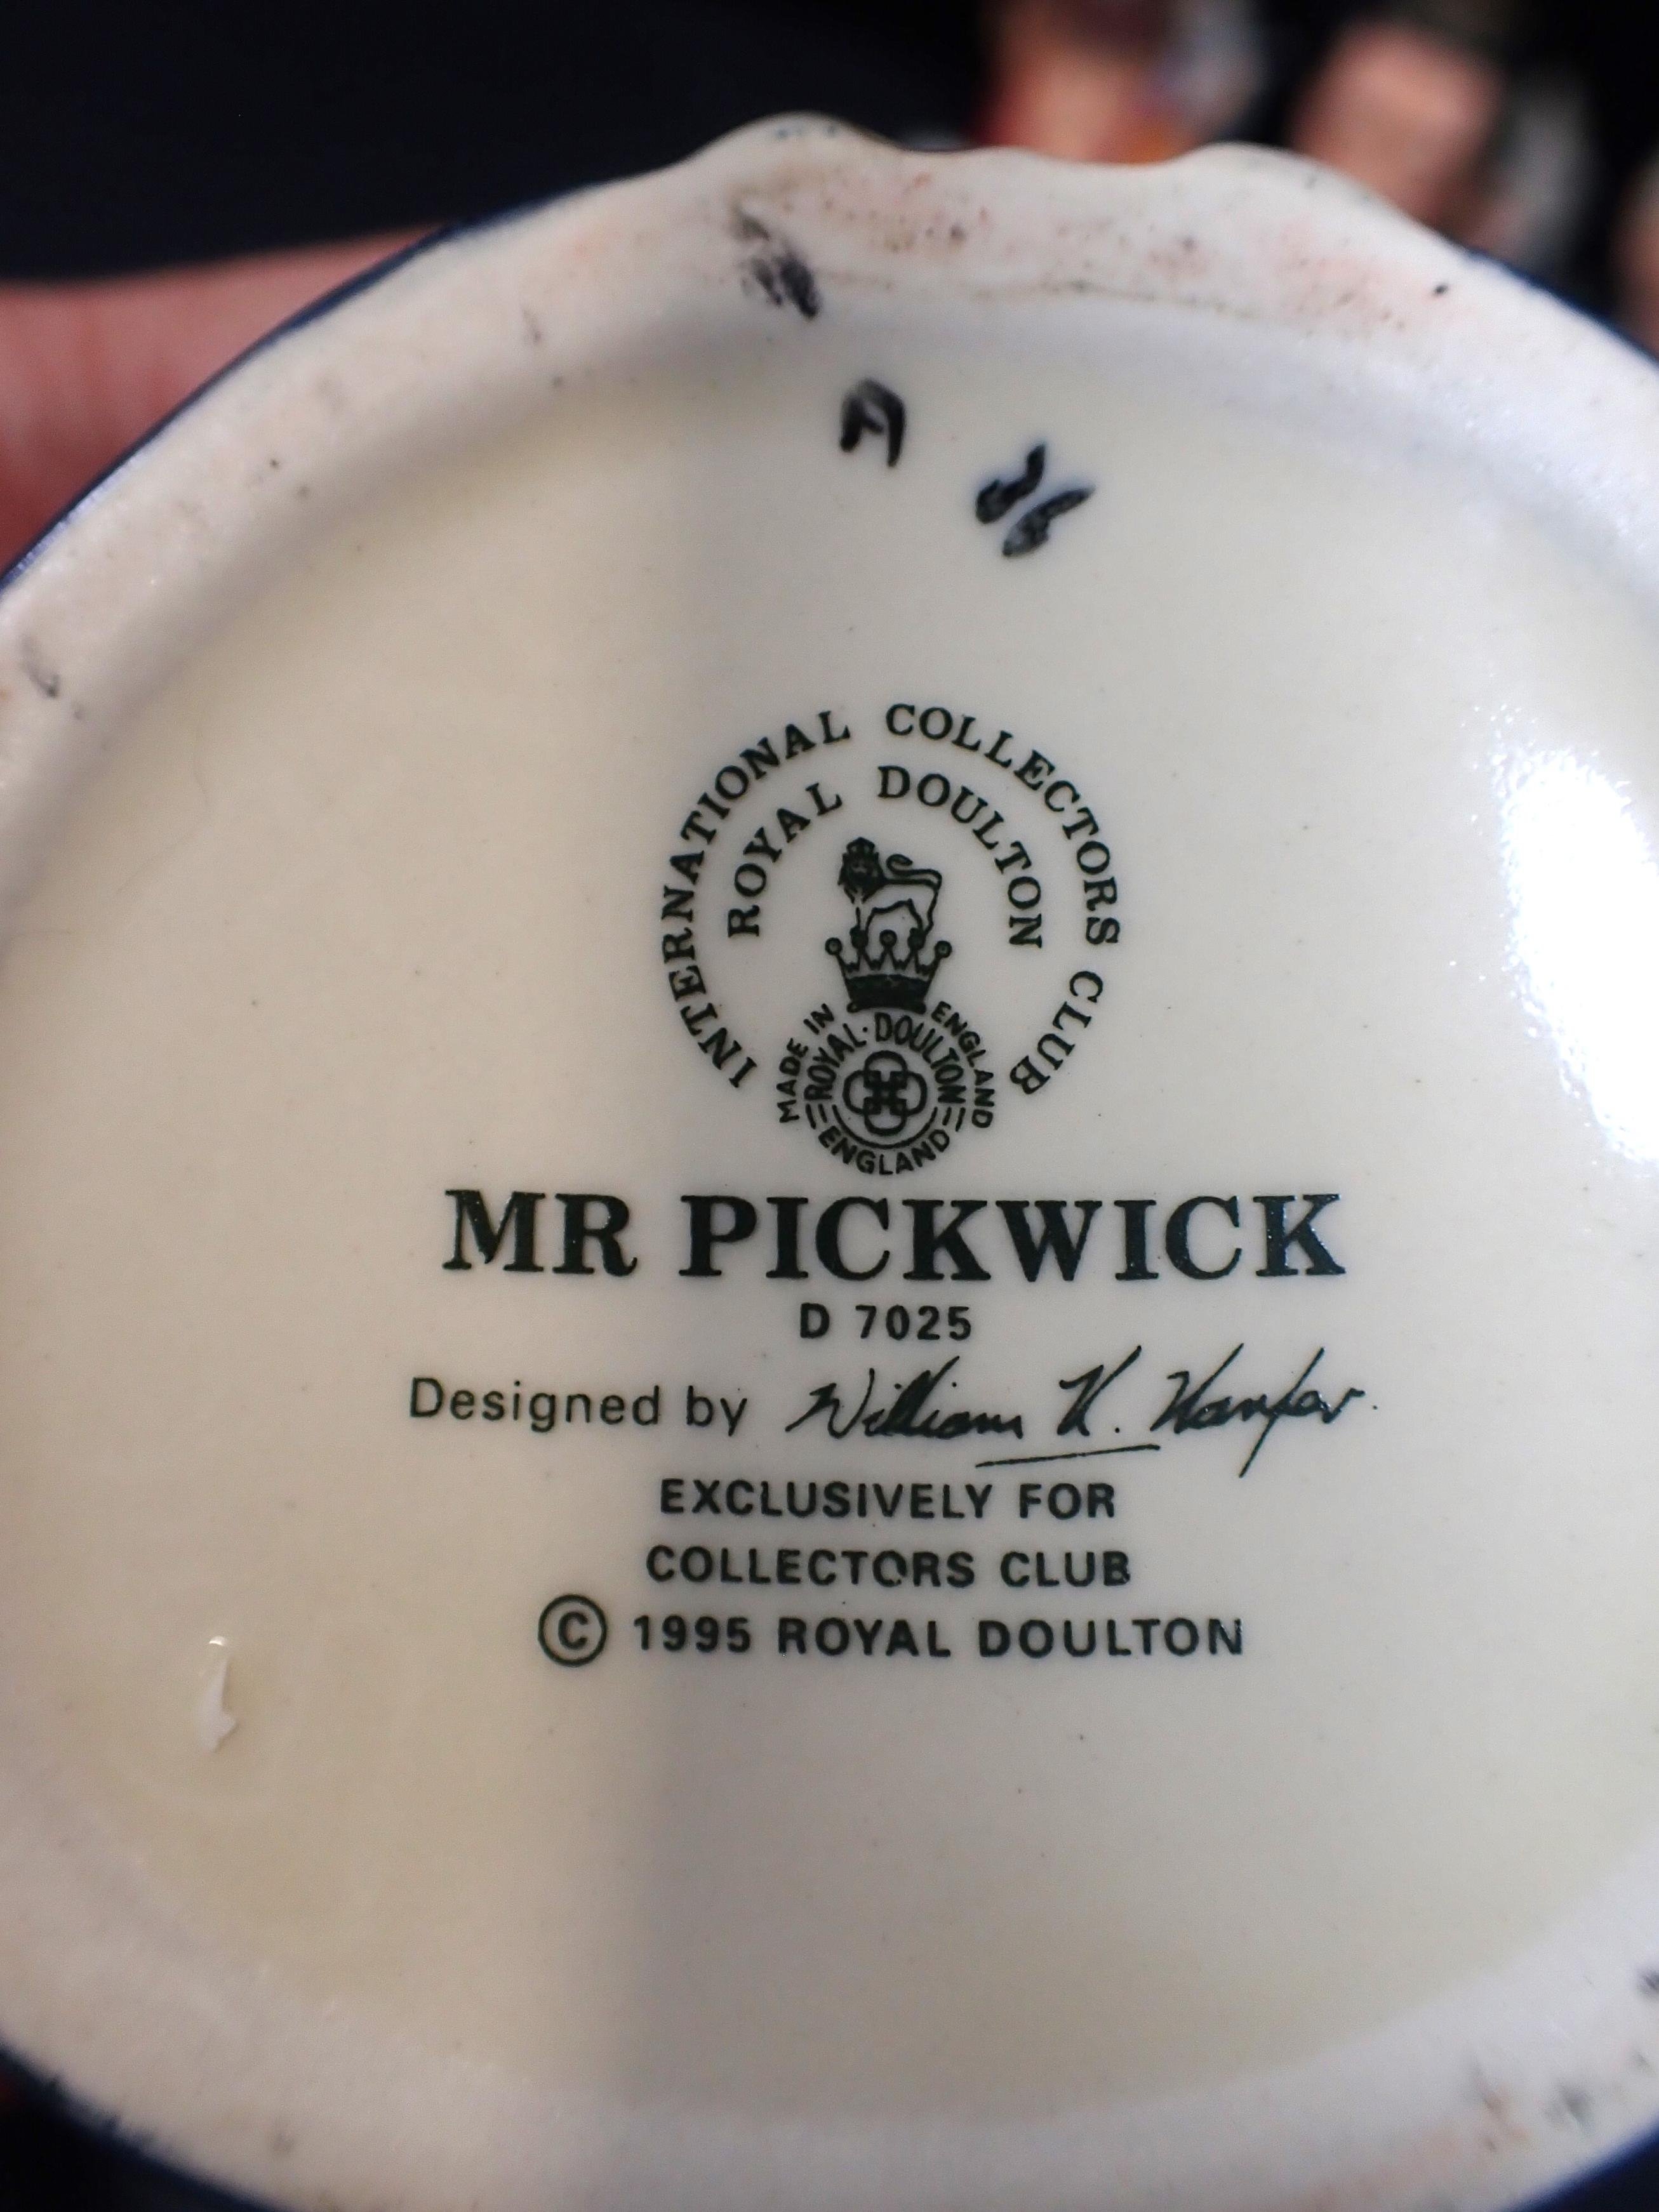 A 26
INTERNATIONAL COLLECTORS CLUB
ROYAL DOULTON
MADE IN ENGLAND
ROYAL·DOULTON
ENGLAND
MR PICKWICK
D 7025
Designed by William K. Harper
EXCLUSIVELY FOR
COLLECTORS CLUB
© 1995 ROYAL DOULTON